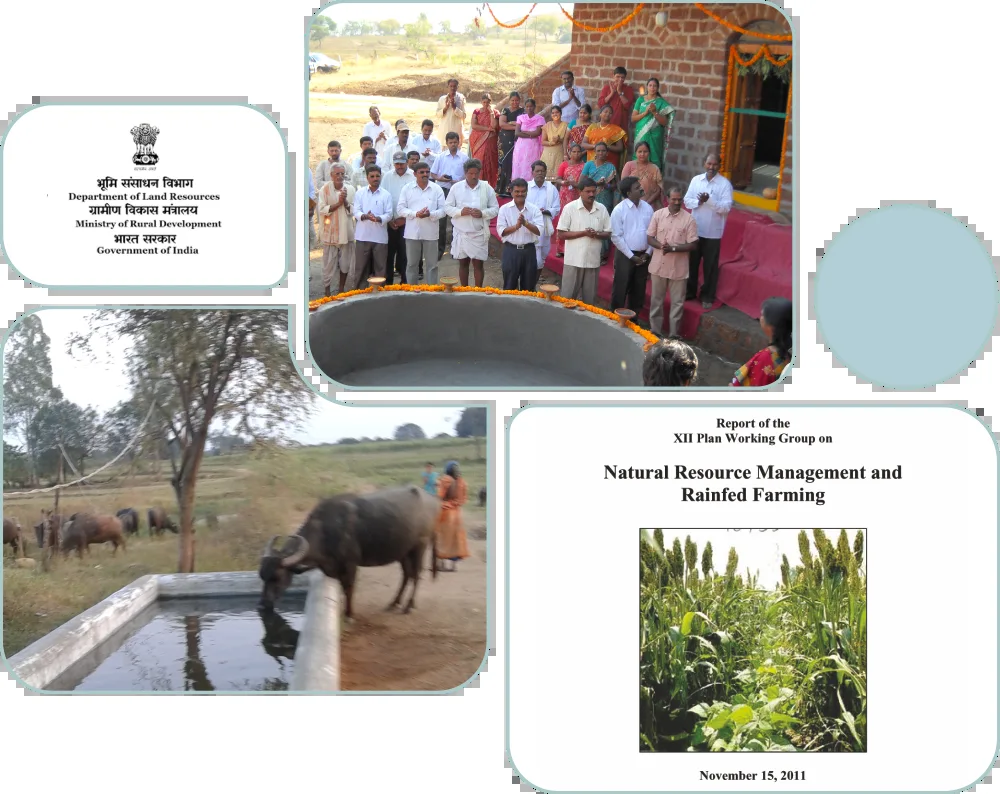 भूमि संसाधन विभाग
Department of Land Resources
ग्रामीण विकास मंत्रालय
Ministry of Rural Development
भारत सरकार
Government of India
Report of the
XII Plan Working Group on
Natural Resource Management and
Rainfed Farming
November 15, 2011